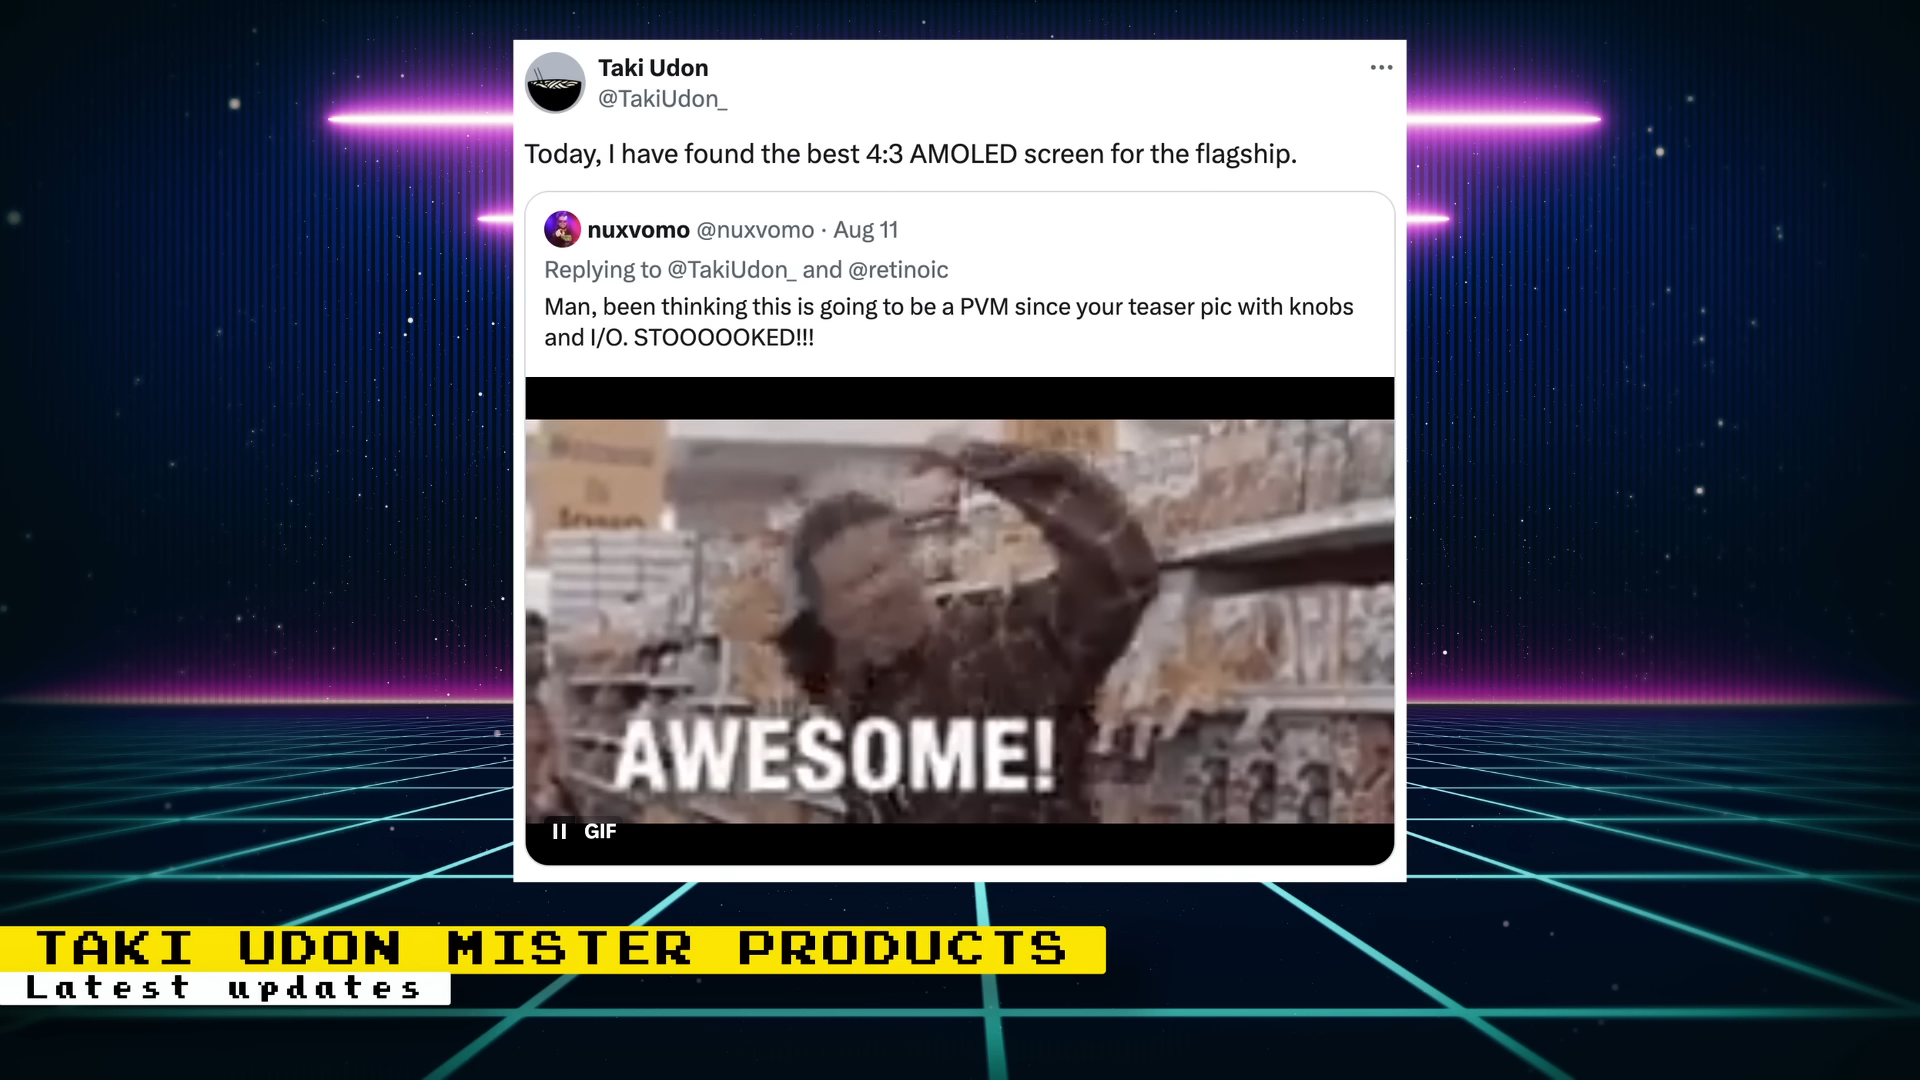 Taki Udon
@TakiUdon_
Today, I have found the best 4:3 AMOLED screen for the flagship.
nuxvomo @nuxvomo · Aug 11
Replying to @TakiUdon_ and @retinoic
Man, been thinking this is going to be a PVM since your teaser pic with knobs
and I/O. STOOOOOKED!!!
AWESOME!
GIF
TAKI UDON MISTER PRODUCTS
Latest updates